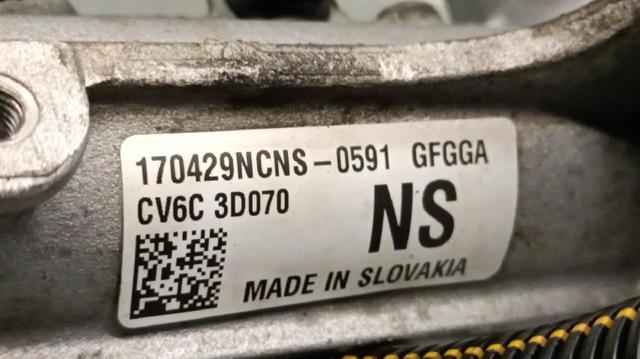 170429NCNS-0591 GFGGA
CV6C 3D070
NS
MADE IN SLOVAKIA